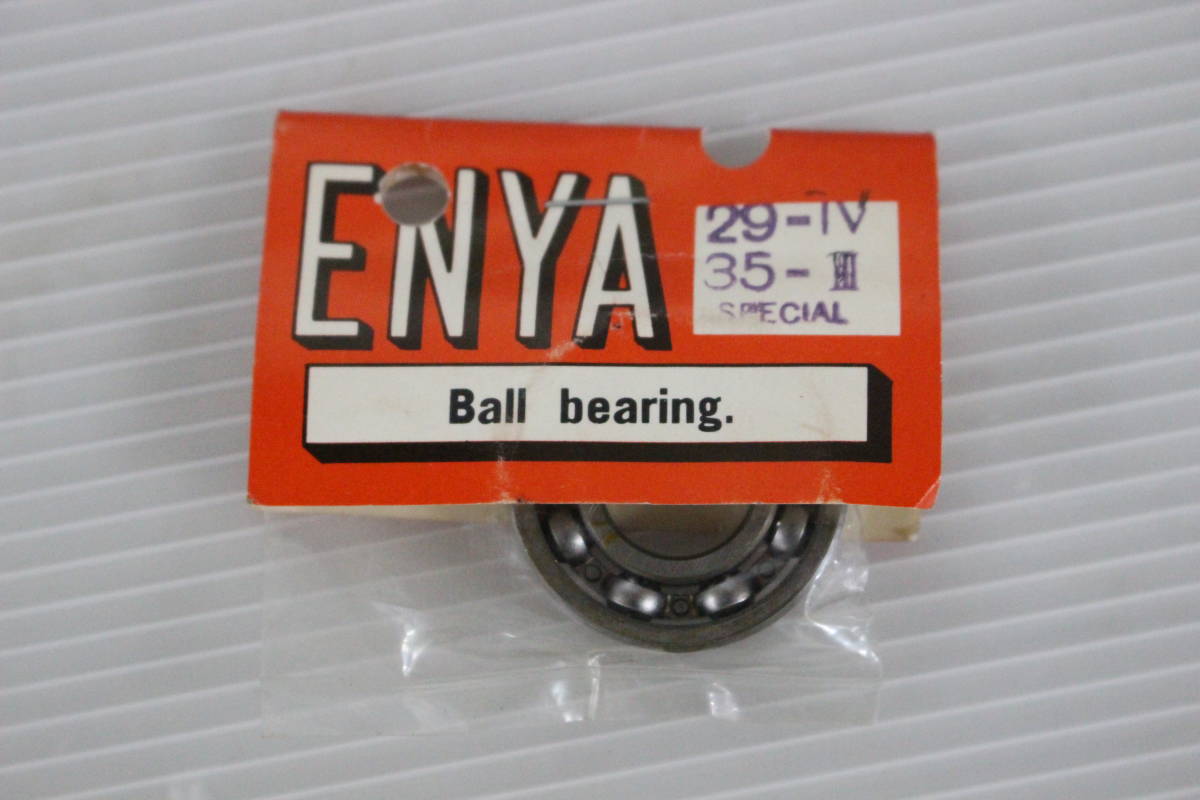 ENYA
29-IV
35-III
SPECIAL
Ball bearing.